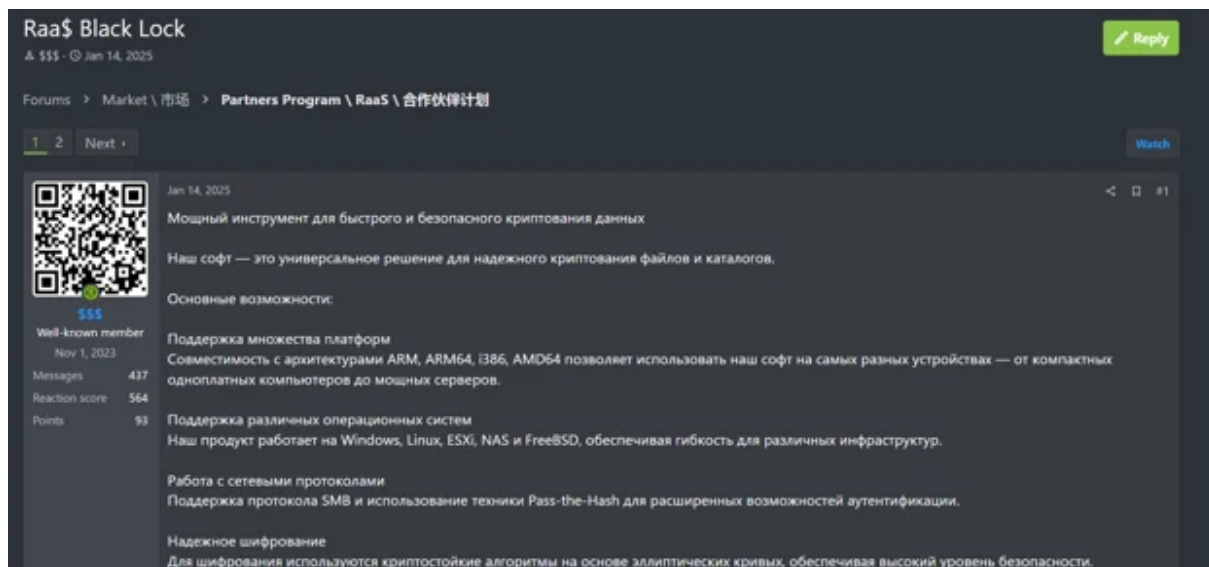 Raa$ Black Lock
$$$ · Jan 14, 2025
Reply
Forums > Market \ 市场 > Partners Program \ RaaS \ 合作伙伴计划
1 2 Next
Watch
Jan 14, 2025
#1
Мощный инструмент для быстрого и безопасного криптования данных
Наш софт — это универсальное решение для надежного криптования файлов и каталогов.
Основные возможности:
$$$
Well-known member
Nov 1, 2023
Messages 437
Reaction score 564
Points 93
Поддержка множества платформ
Совместимость с архитектурами ARM, ARM64, i386, AMD64 позволяет использовать наш софт на самых разных устройствах — от компактных
одноплатных компьютеров до мощных серверов.
Поддержка различных операционных систем
Наш продукт работает на Windows, Linux, ESXi, NAS и FreeBSD, обеспечивая гибкость для различных инфраструктур.
Работа с сетевыми протоколами
Поддержка протокола SMB и использование техники Pass-the-Hash для расширенных возможностей аутентификации.
Надежное шифрование
Для шифрования используются криптостойкие алгоритмы на основе эллиптических кривых, обеспечивая высокий уровень безопасности.